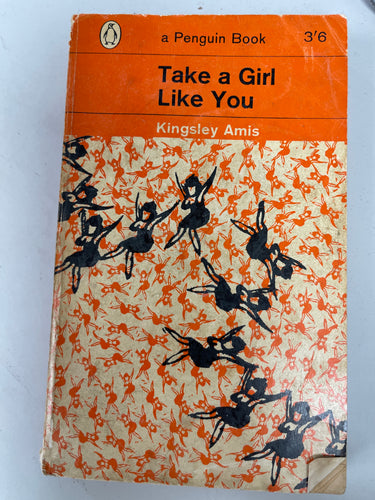 a Penguin Book 3'6
Take a Girl
Like You
Kingsley Amis